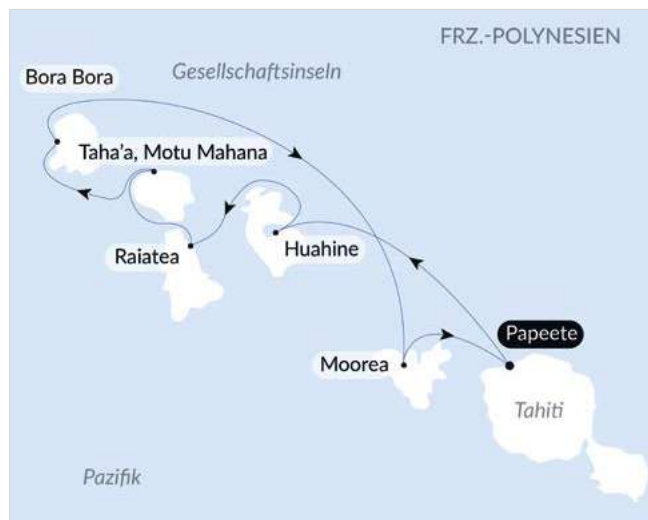 FRZ.-POLYNESIEN
Gesellschaftsinseln
Bora Bora
Taha'a, Motu Mahana
Raiatea
Huahine
Papeete
Moorea
Tahiti
Pazifik